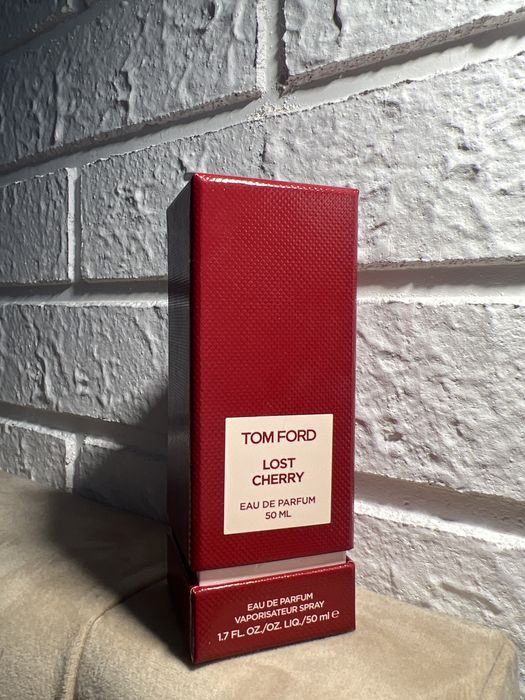 TOM FORD
LOST
CHERRY
EAU DE PARFUM
50 ML
EAU DE PARFUM
VAPORISATEUR SPRAY
1.7 FL. OZ./OZ. LIQ./50 ml ℮